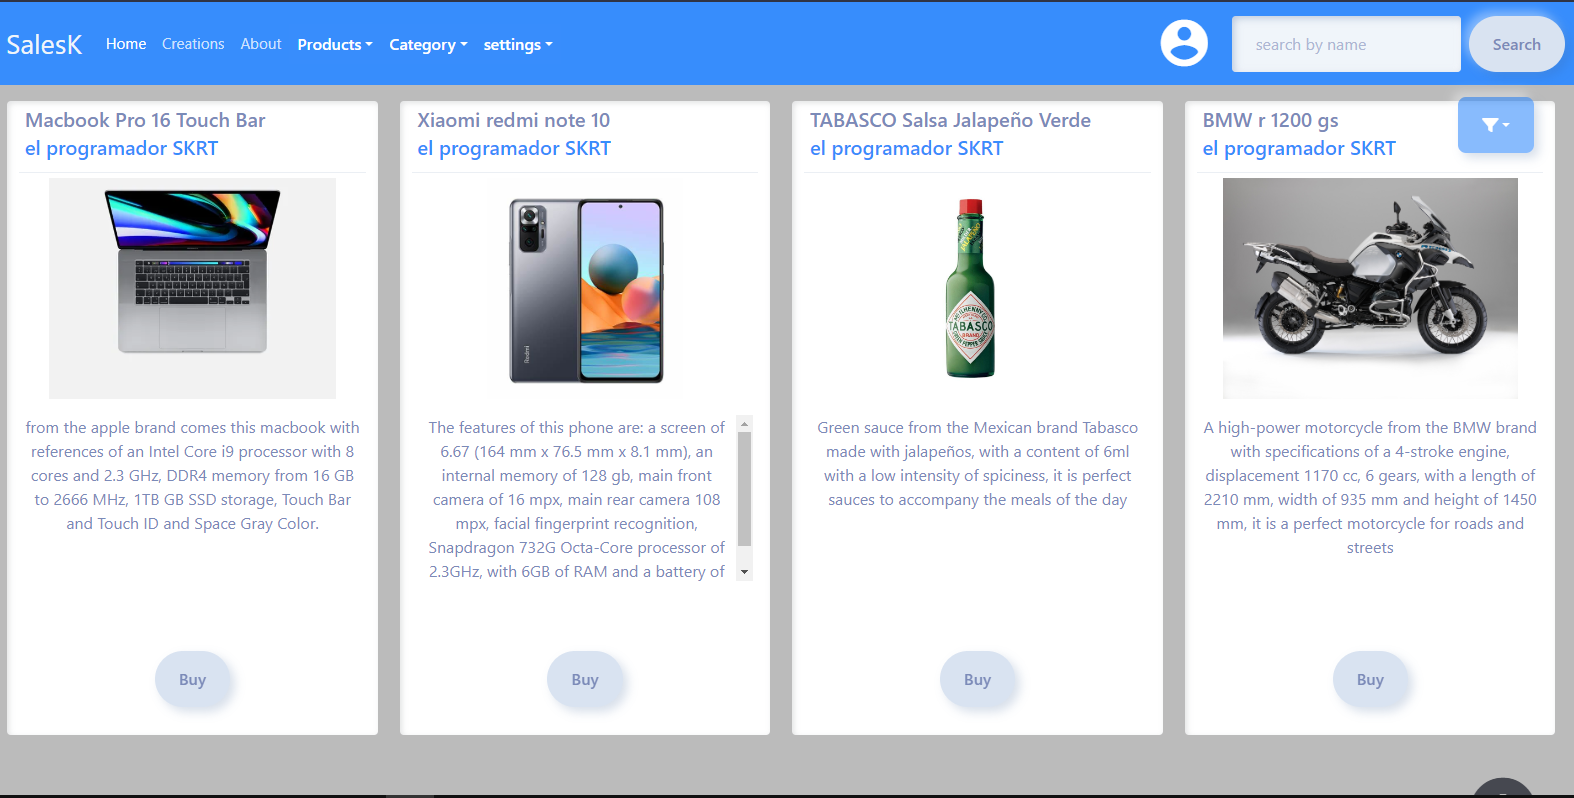 SalesK Home Creations About Products Category settings search by name Search
Macbook Pro 16 Touch Bar
el programador SKRT
from the apple brand comes this macbook with
references of an Intel Core i9 processor with 8
cores and 2.3 GHz, DDR4 memory from 16 GB
to 2666 MHz, 1TB GB SSD storage, Touch Bar
and Touch ID and Space Gray Color.
Buy
Xiaomi redmi note 10
el programador SKRT
Redmi
The features of this phone are: a screen of
6.67 (164 mm x 76.5 mm x 8.1 mm), an
internal memory of 128 gb, main front
camera of 16 mpx, main rear camera 108
mpx, facial fingerprint recognition,
Snapdragon 732G Octa-Core processor of
2.3GHz, with 6GB of RAM and a battery of
Buy
TABASCO Salsa Jalapeño Verde
el programador SKRT
TABASCO
BRAND
Green sauce from the Mexican brand Tabasco
made with jalapeños, with a content of 6ml
with a low intensity of spiciness, it is perfect
sauces to accompany the meals of the day
Buy
BMW r 1200 gs
el programador SKRT
A high-power motorcycle from the BMW brand
with specifications of a 4-stroke engine,
displacement 1170 cc, 6 gears, with a length of
2210 mm, width of 935 mm and height of 1450
mm, it is a perfect motorcycle for roads and
streets
Buy